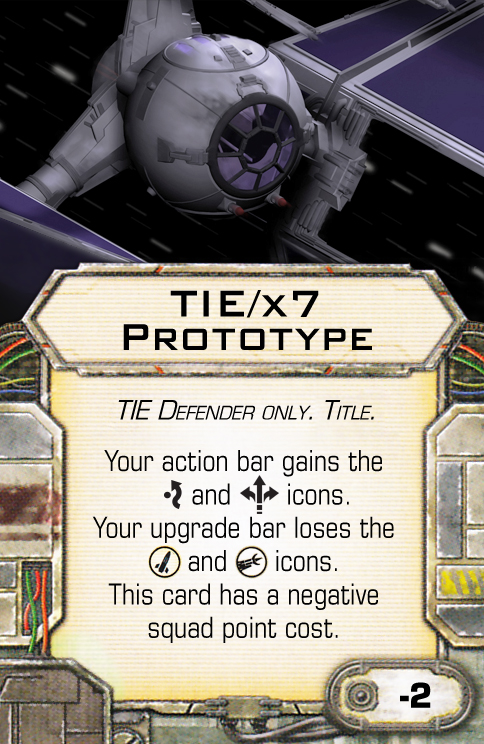 TIE/x7
Prototype
TIE Defender only. Title.
Your action bar gains the
and icons.
Your upgrade bar loses the
and icons.
This card has a negative
squad point cost.
-2